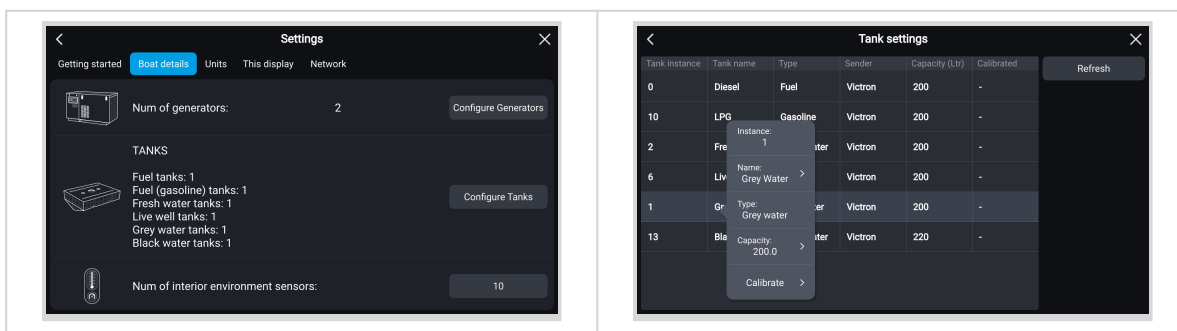 Settings
Getting started Boat details Units This display Network
Num of generators: 2 Configure Generators
TANKS
Fuel tanks: 1
Fuel (gasoline) tanks: 1
Fresh water tanks: 1
Live well tanks: 1
Grey water tanks: 1
Black water tanks: 1
Configure Tanks
Num of interior environment sensors: 10
Tank settings
Tank instance Tank name Type Sender Capacity (Ltr) Calibrated
Refresh
0 Diesel Fuel Victron 200 -
10 LPG Gasoline Victron 200 -
2 Fre ter Victron 200 -
6 Liv Victron 200 -
1 Gr ter Victron 200 -
13 Bla ter Victron 220 -
Instance:
1
Name:
Grey Water >
Type:
Grey water
Capacity:
200.0 >
Calibrate >